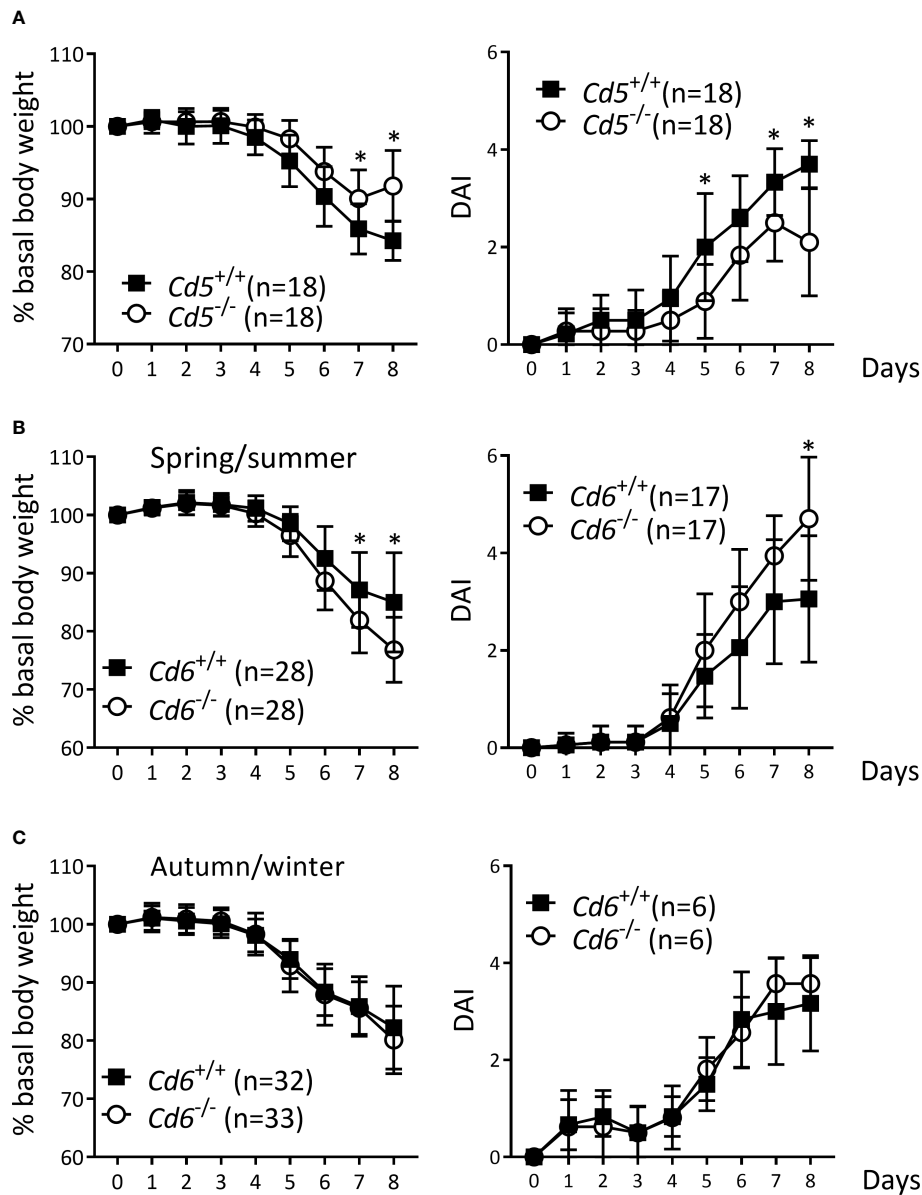 A
% basal body weight
110
100
90
80
70
* *
Cd5+/+ (n=18)
Cd5-/- (n=18)
0 1 2 3 4 5 6 7 8
DAI
6
4
2
0
Cd5+/+ (n=18)
Cd5-/- (n=18)
* * *
0 1 2 3 4 5 6 7 8 Days
B
Spring/summer
% basal body weight
110
100
90
80
70
60
* *
Cd6+/+ (n=28)
Cd6-/- (n=28)
0 1 2 3 4 5 6 7 8
DAI
6
4
2
0
*
Cd6+/+ (n=17)
Cd6-/- (n=17)
0 1 2 3 4 5 6 7 8 Days
C
Autumn/winter
% basal body weight
110
100
90
80
70
60
Cd6+/+ (n=32)
Cd6-/- (n=33)
0 1 2 3 4 5 6 7 8
DAI
6
4
2
0
Cd6+/+ (n=6)
Cd6-/- (n=6)
0 1 2 3 4 5 6 7 8 Days